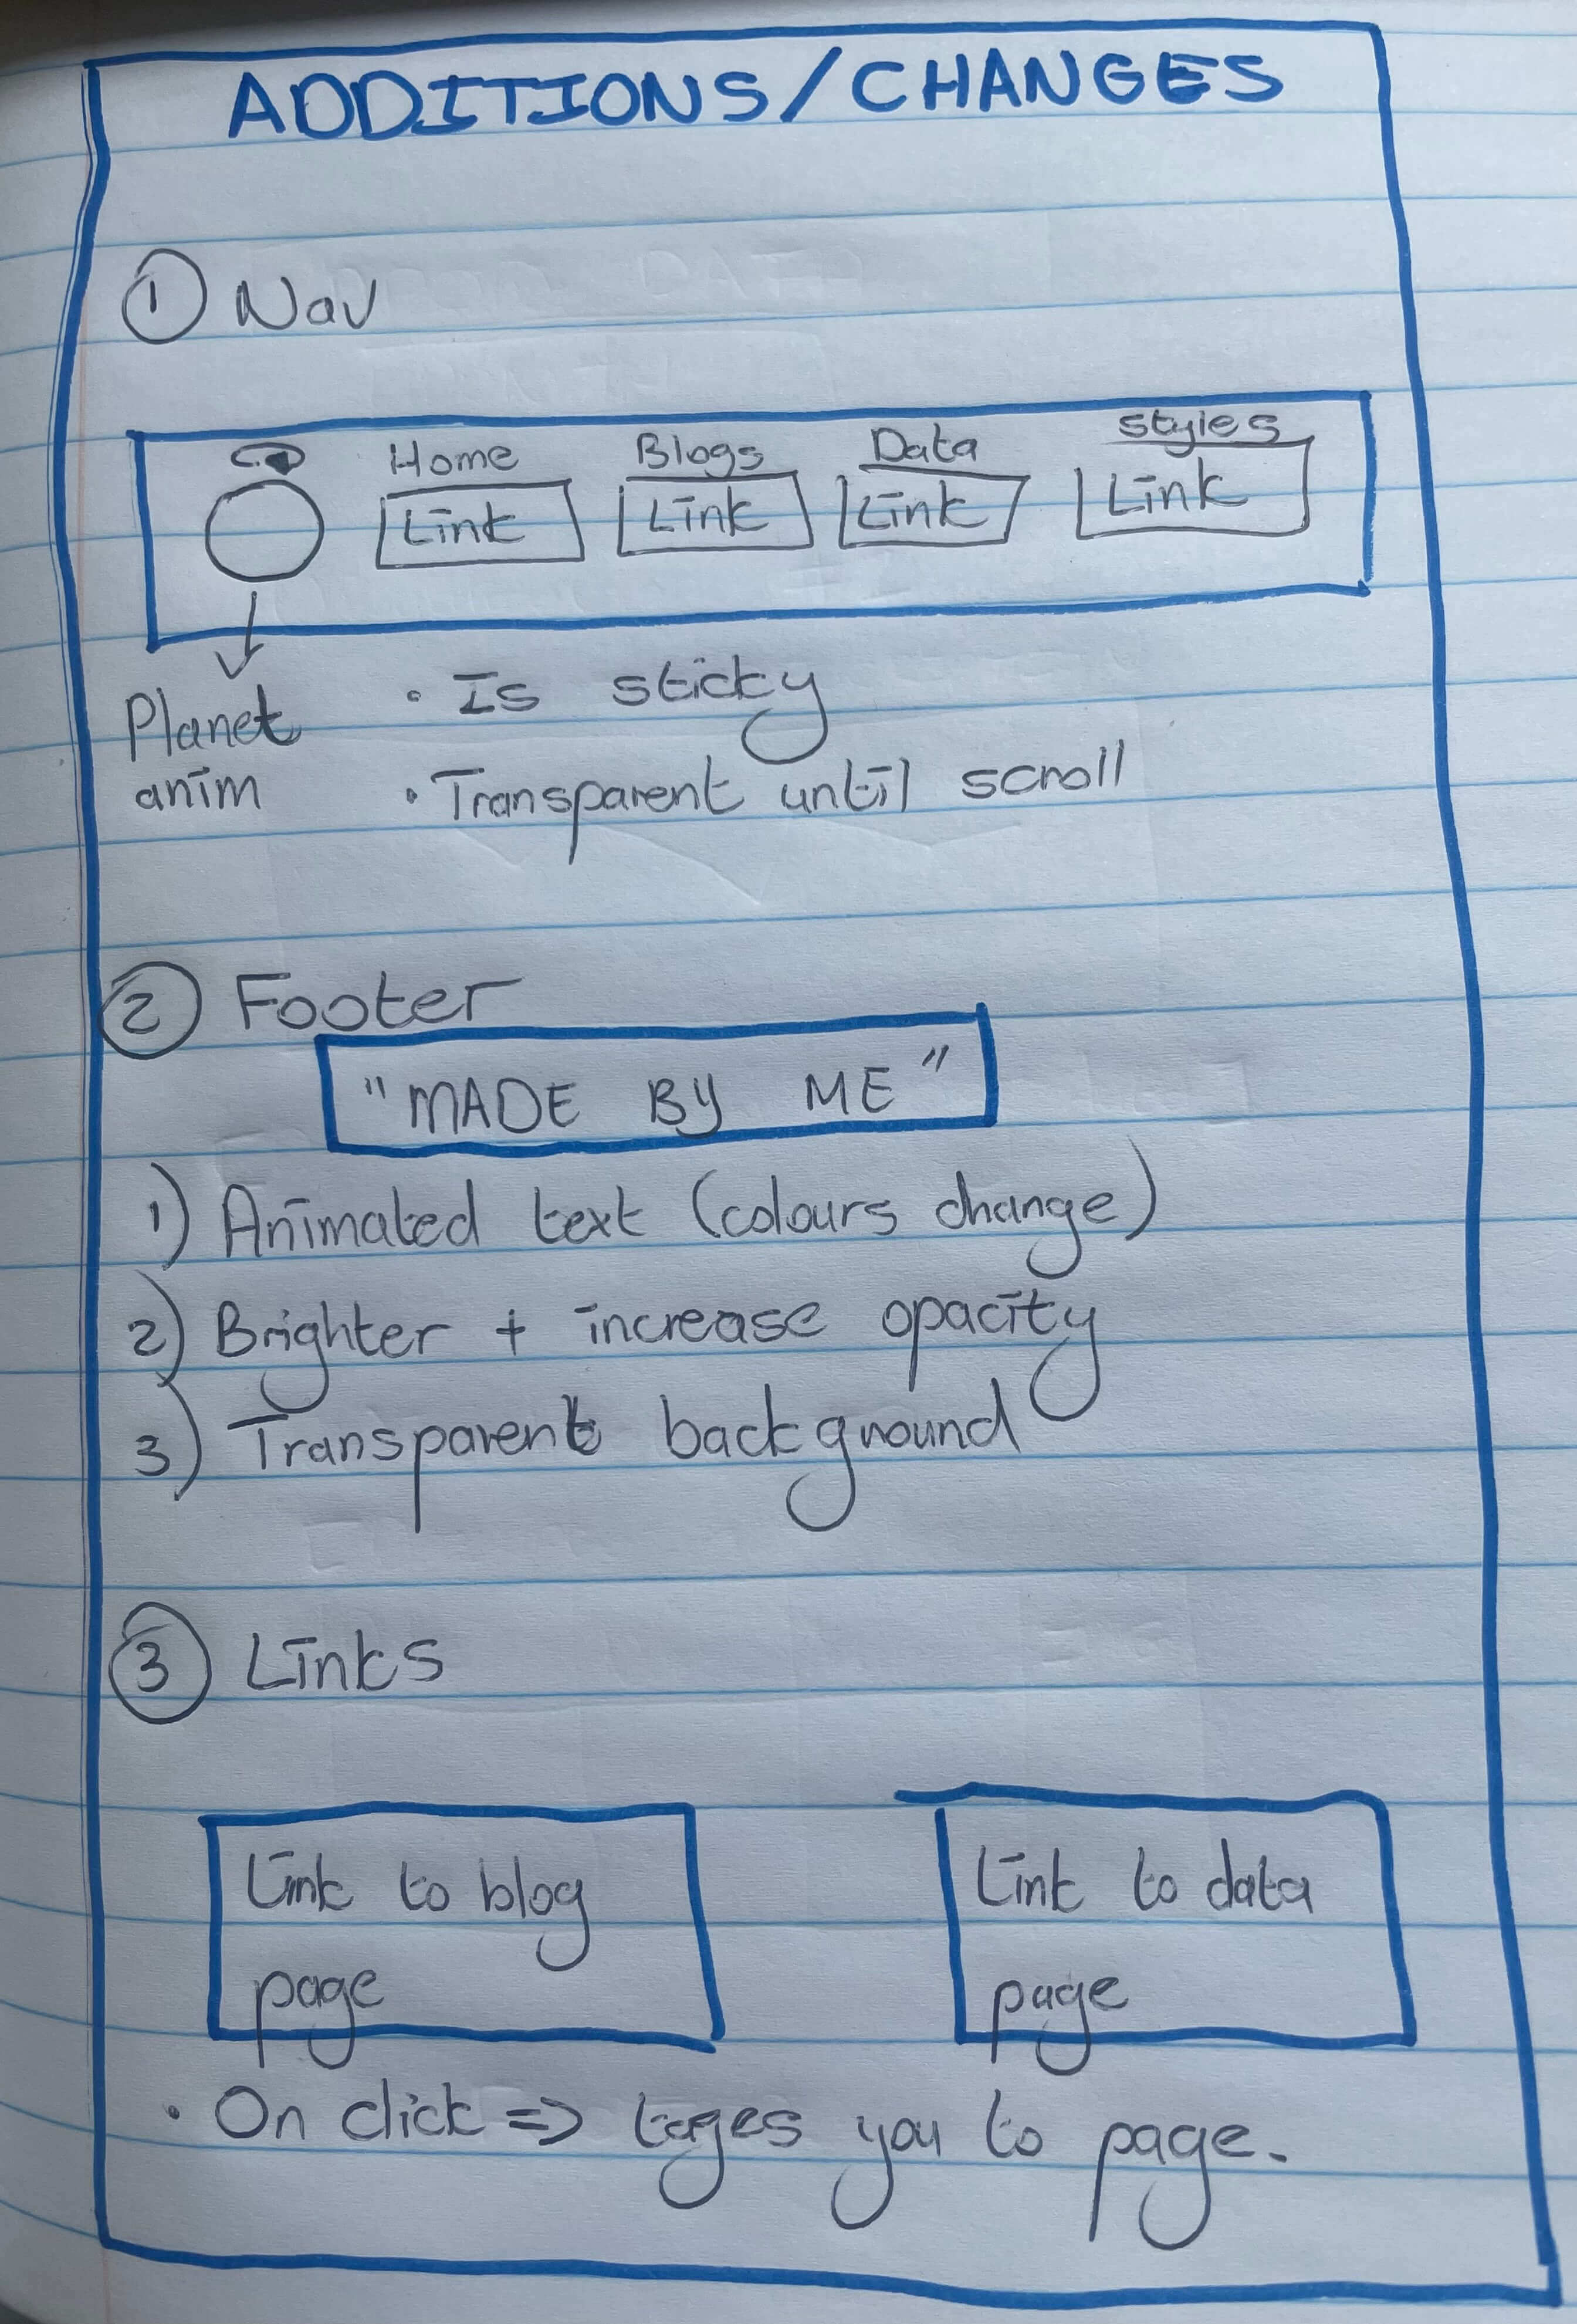 ADDITIONS/CHANGES
① Nav
Home Blogs Data Styles
Link Link Link Link
Planet
anim
• Is sticky
• Transparent until scroll
② Footer
"MADE BY ME"
1) Animated text (colours change)
2) Brighter + increase opacity
3) Transparent background
③ Links
Link to blog
page
Link to data
page
• On click => tages you to page.